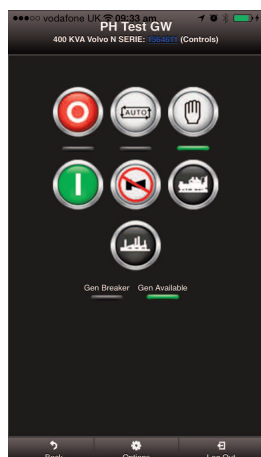 vodafone UK 09:33 am
PH Test GW
400 KVA Volvo N SERIE: (Controls)
AUTO
Gen Breaker Gen Available
Back Options Log Out